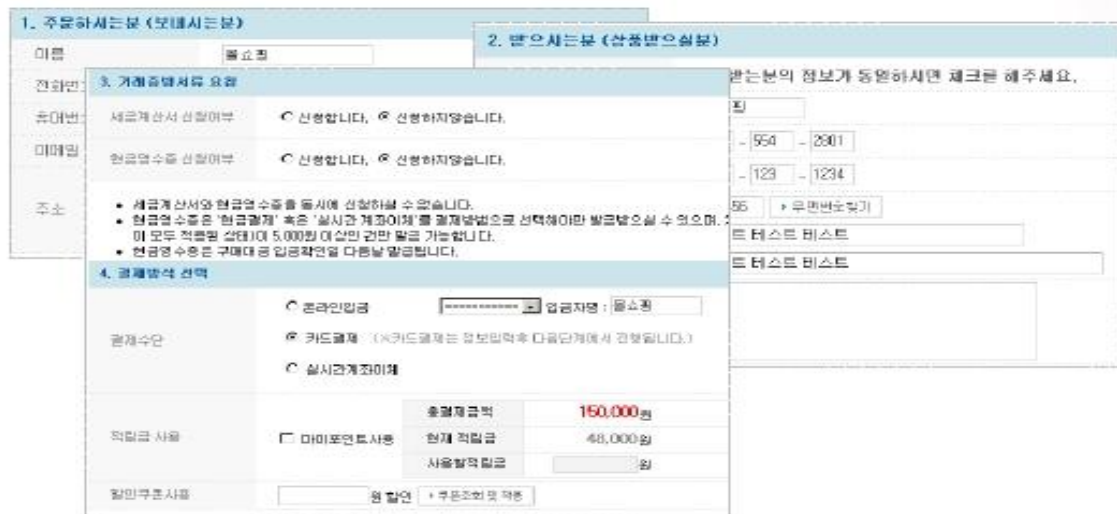 1. 주문하시는분 (보내시는분)
이름
몰쇼핑
전화번
휴대번
이메일
주소
2. 받으시는분 (상품받으실분)
받는분의 정보가 동일하시면 체크를 해주세요.
핑
- 554 - 2901
- 123 - 1234
56 우편번호찾기
트 테스트 테스트
트 테스트 테스트
3. 거래증빙서류 요청
세금계산서 신청여부 신청합니다. 신청하지않습니다.
현금영수증 신청여부 신청합니다. 신청하지않습니다.
• 세금계산서와 현금영수증을 동시에 신청하실 수 없습니다.
• 현금영수증은 '현금결제' 혹은 '실시간 계좌이체'를 결제방법으로 선택해야만 발급받으실 수 있으며.
이 모두 적용된 상태)이 5,000원 이상인 건만 발급 가능합니다.
• 현금영수증은 구매대금 입금확인일 다음날 발급됩니다.
4. 결제방식 선택
결제수단
온라인입금 ----------- 입금자명 : 몰쇼핑
카드결제 (※카드결제는 정보입력후 다음단계에서 진행됩니다.)
실시간계좌이체
적립금 사용
마이포인트사용
총결제금액 150,000원
현재 적립금 48,000원
사용할적립금 원
할인쿠폰사용 원 할인 쿠폰조회 및 적용